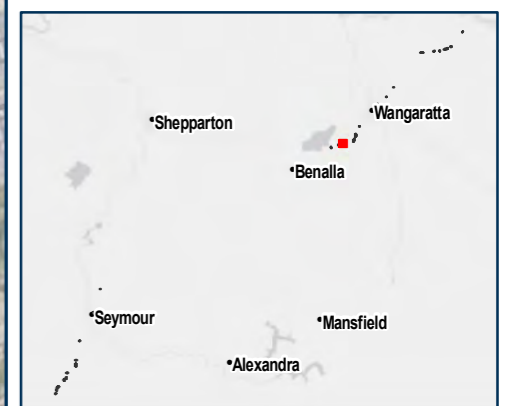 Wangaratta
Shepparton
Benalla
Seymour
Mansfield
Alexandra